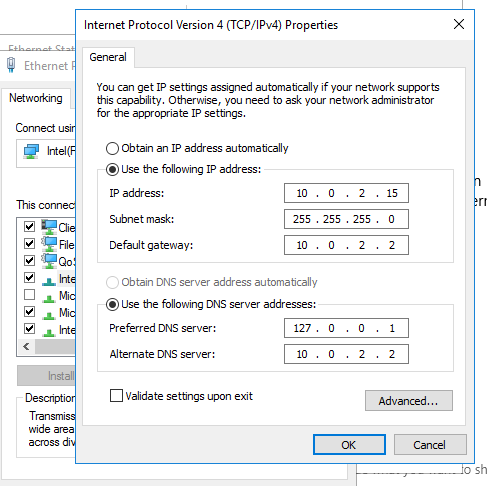 Internet Protocol Version 4 (TCP/IPv4) Properties
General
You can get IP settings assigned automatically if your network supports
this capability. Otherwise, you need to ask your network administrator
for the appropriate IP settings.
Obtain an IP address automatically
Use the following IP address:
IP address: 10 . 0 . 2 . 15
Subnet mask: 255 . 255 . 255 . 0
Default gateway: 10 . 0 . 2 . 2
Obtain DNS server address automatically
Use the following DNS server addresses:
Preferred DNS server: 127 . 0 . 0 . 1
Alternate DNS server: 10 . 0 . 2 . 2
Validate settings upon exit
Advanced...
OK Cancel
Ethernet Stat
Ethernet P
Networking
Connect usin
Intel(F
This connect
Clie
File
QoS
Inte
Mic
Mic
Inte
Install
Description
Transmiss
wide area
across div